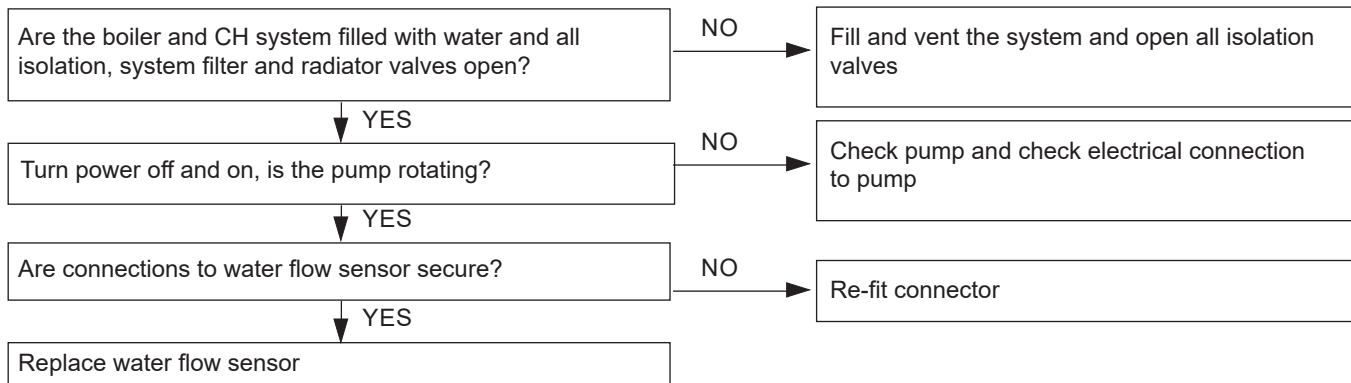 Are the boiler and CH system filled with water and all
isolation, system filter and radiator valves open?
NO
Fill and vent the system and open all isolation
valves
YES
Turn power off and on, is the pump rotating?
NO
Check pump and check electrical connection
to pump
YES
Are connections to water flow sensor secure?
NO
Re-fit connector
YES
Replace water flow sensor